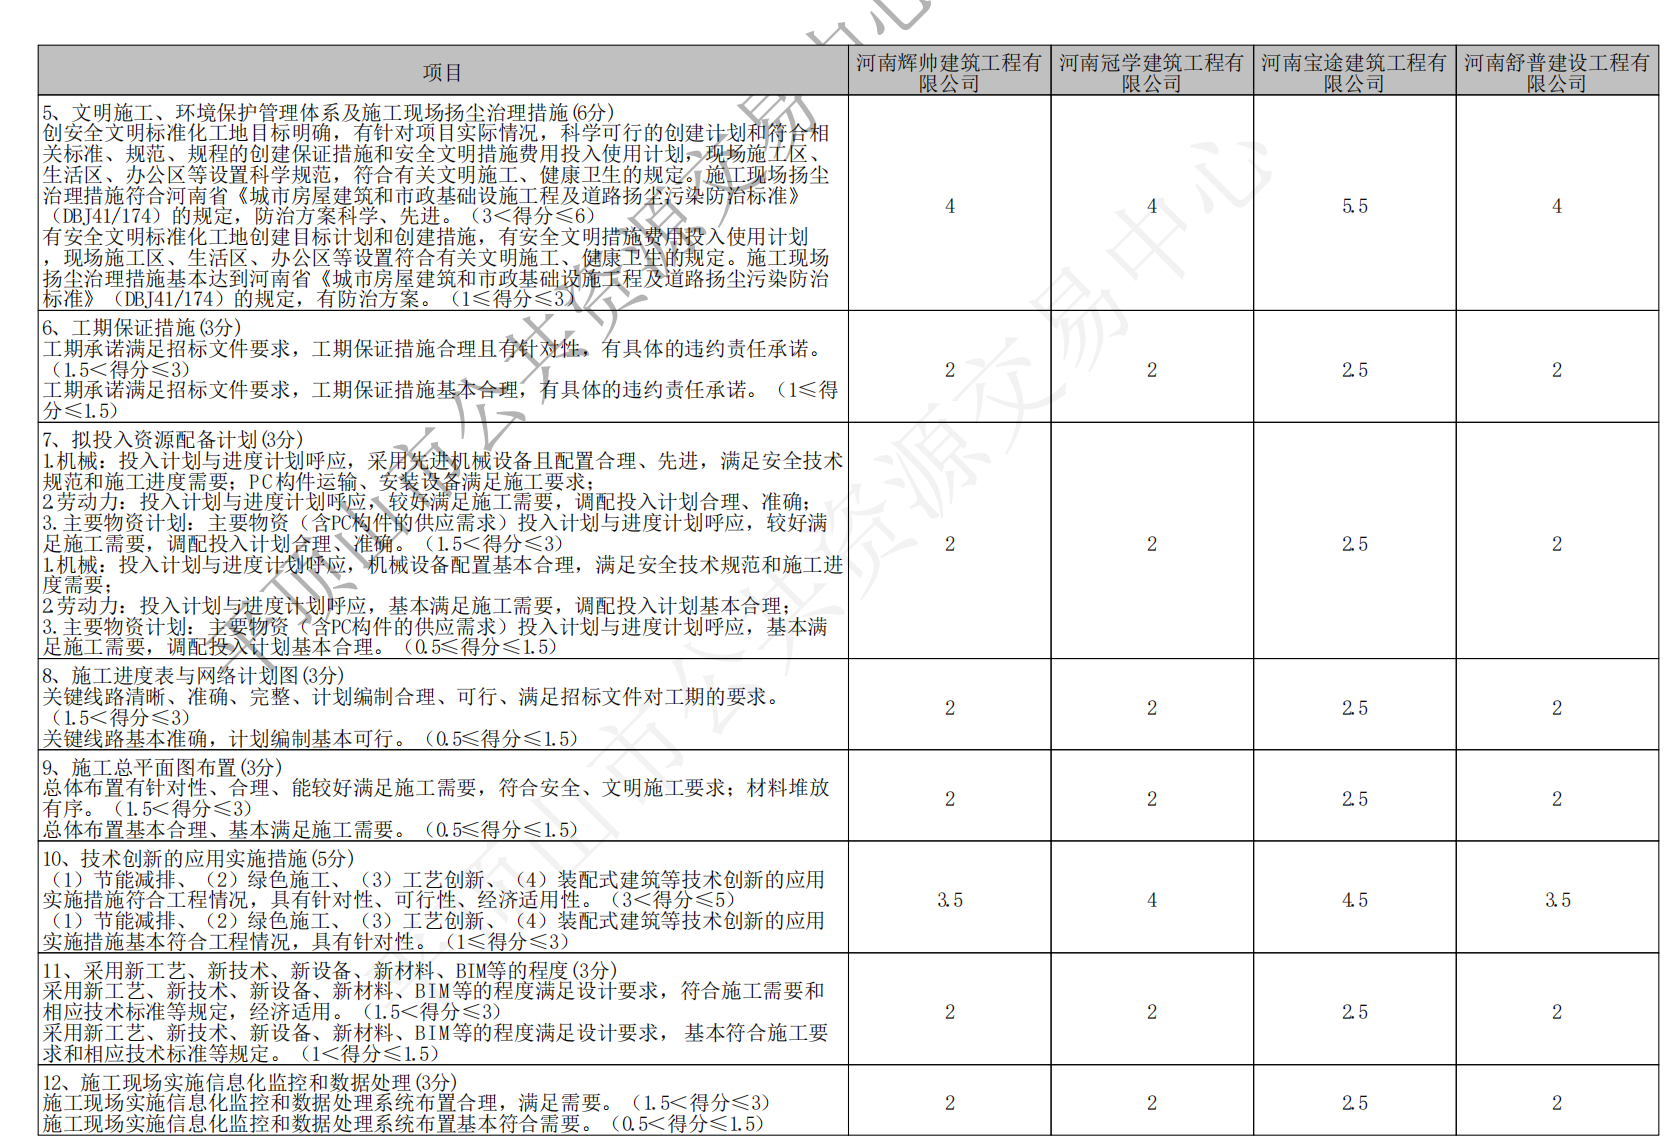 项目
河南辉帅建筑工程有
限公司
河南冠学建筑工程有
限公司
河南宝途建筑工程有
限公司
河南舒普建设工程有
限公司
5、文明施工、环境保护管理体系及施工现场扬尘治理措施(6分)
创安全文明标准化工地目标明确，有针对项目实际情况，科学可行的创建计划和符合相
关标准、规范、规程的创建保证措施和安全文明措施费用投入使用计划，现场施工区、
生活区、办公区等设置科学规范，符合有关文明施工、健康卫生的规定。施工现场扬尘
治理措施符合河南省《城市房屋建筑和市政基础设施工程及道路扬尘污染防治标准》
（DBJ41/174）的规定，防治方案科学、先进。（3＜得分≤6）
有安全文明标准化工地创建目标计划和创建措施，有安全文明措施费用投入使用计划
，现场施工区、生活区、办公区等设置符合有关文明施工、健康卫生的规定。施工现场
扬尘治理措施基本达到河南省《城市房屋建筑和市政基础设施工程及道路扬尘污染防治
标准》（DBJ41/174）的规定，有防治方案。（1≤得分≤3）
4
4
5.5
4
6、工期保证措施(3分)
工期承诺满足招标文件要求，工期保证措施合理且有针对性，有具体的违约责任承诺。
（1.5＜得分≤3）
工期承诺满足招标文件要求，工期保证措施基本合理，有具体的违约责任承诺。（1≤得
分≤1.5）
2
2
2.5
2
7、拟投入资源配备计划(3分)
1.机械：投入计划与进度计划呼应，采用先进机械设备且配置合理、先进，满足安全技术
规范和施工进度需要；PC构件运输、安装设备满足施工要求；
2.劳动力：投入计划与进度计划呼应，较好满足施工需要，调配投入计划合理、准确；
3.主要物资计划：主要物资（含PC构件的供应需求）投入计划与进度计划呼应，较好满
足施工需要，调配投入计划合理、准确。（1.5＜得分≤3）
1.机械：投入计划与进度计划呼应，机械设备配置基本合理，满足安全技术规范和施工进
度需要；
2.劳动力：投入计划与进度计划呼应，基本满足施工需要，调配投入计划基本合理；
3.主要物资计划：主要物资（含PC构件的供应需求）投入计划与进度计划呼应，基本满
足施工需要，调配投入计划基本合理。（0.5≤得分≤1.5）
2
2
2.5
2
8、施工进度表与网络计划图(3分)
关键线路清晰、准确、完整、计划编制合理、可行、满足招标文件对工期的要求。
（1.5＜得分≤3）
关键线路基本准确，计划编制基本可行。（0.5≤得分≤1.5）
2
2
2.5
2
9、施工总平面图布置(3分)
总体布置有针对性、合理、能较好满足施工需要，符合安全、文明施工要求；材料堆放
有序。（1.5＜得分≤3）
总体布置基本合理、基本满足施工需要。（0.5≤得分≤1.5）
2
2
2.5
2
10、技术创新的应用实施措施(5分)
（1）节能减排、（2）绿色施工、（3）工艺创新、（4）装配式建筑等技术创新的应用
实施措施符合工程情况，具有针对性、可行性、经济适用性。（3＜得分≤5）
（1）节能减排、（2）绿色施工、（3）工艺创新、（4）装配式建筑等技术创新的应用
实施措施基本符合工程情况，具有针对性。（1≤得分≤3）
3.5
4
4.5
3.5
11、采用新工艺、新技术、新设备、新材料、BIM等的程度(3分)
采用新工艺、新技术、新设备、新材料、BIM等的程度满足设计要求，符合施工需要和
相应技术标准等规定，经济适用。（1.5＜得分≤3）
采用新工艺、新技术、新设备、新材料、BIM等的程度满足设计要求， 基本符合施工要
求和相应技术标准等规定。（1＜得分≤1.5）
2
2
2.5
2
12、施工现场实施信息化监控和数据处理(3分)
施工现场实施信息化监控和数据处理系统布置合理，满足需要。（1.5＜得分≤3）
施工现场实施信息化监控和数据处理系统布置基本符合需要。（0.5＜得分≤1.5）
2
2
2.5
2
平顶山市公共资源交易中心
平顶山市公共资源交易中心